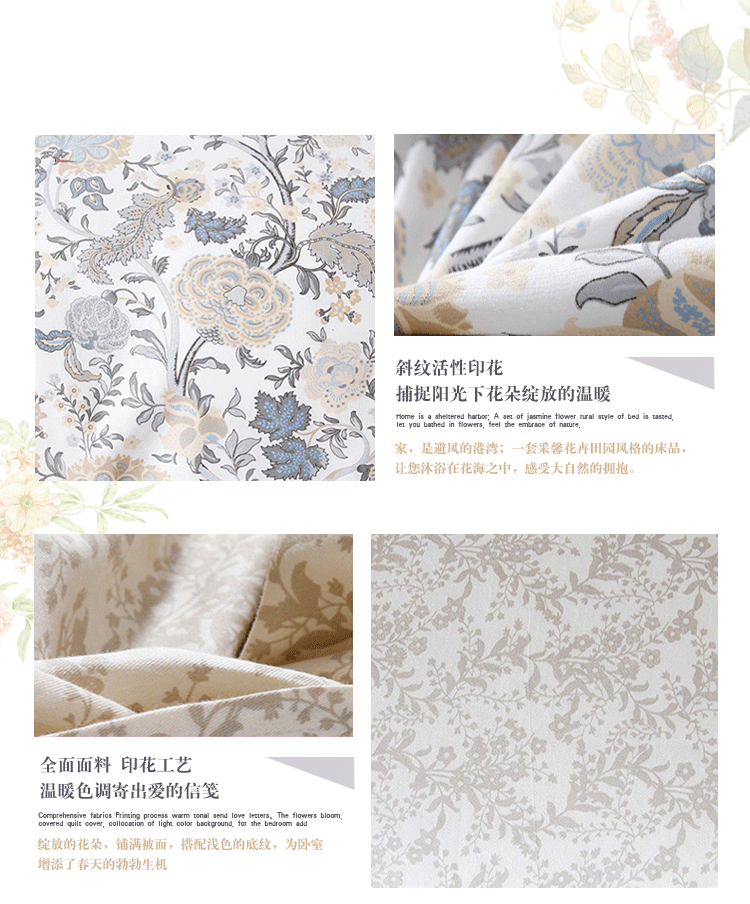 斜纹活性印花
捕捉阳光下花朵绽放的温暖
Home is a sheltered harbor; A set of jasmine flower rural style of bed is tasted,
let you bathed in flowers, feel the embrace of nature.
家，是避风的港湾；一套采馨花卉田园风格的床品，
让您沐浴在花海之中，感受大自然的拥抱。
全面面料 印花工艺
温暖色调寄出爱的信笺
Comprehensive fabrics Printing process warm tonal send love letters。The flowers bloom,
covered quilt cover, collocation of light color background, for the bedroom add
绽放的花朵，铺满被面，搭配浅色的底纹，为卧室
增添了春天的勃勃生机